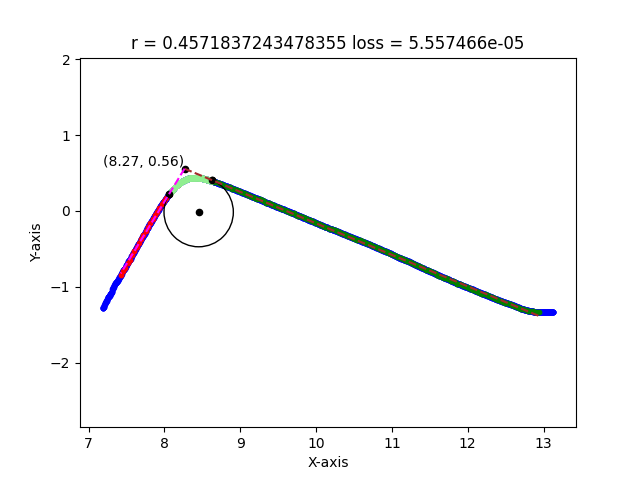 r = 0.4571837243478355 loss = 5.557466e-05
2
1
0
−1
−2
Y-axis
(8.27, 0.56)
7 8 9 10 11 12 13
X-axis